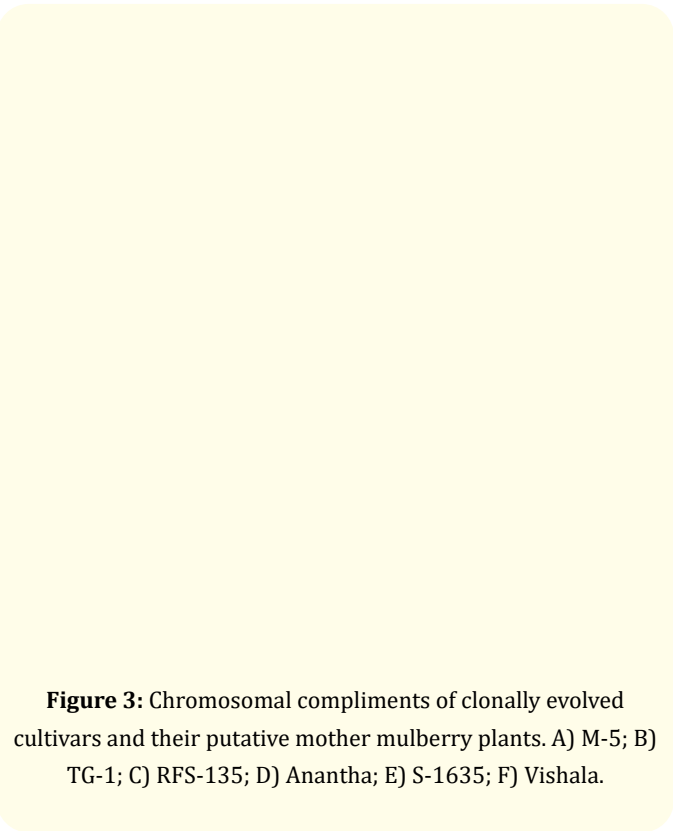 Figure 3: Chromosomal compliments of clonally evolved
cultivars and their putative mother mulberry plants. A) M-5; B)
TG-1; C) RFS-135; D) Anantha; E) S-1635; F) Vishala.